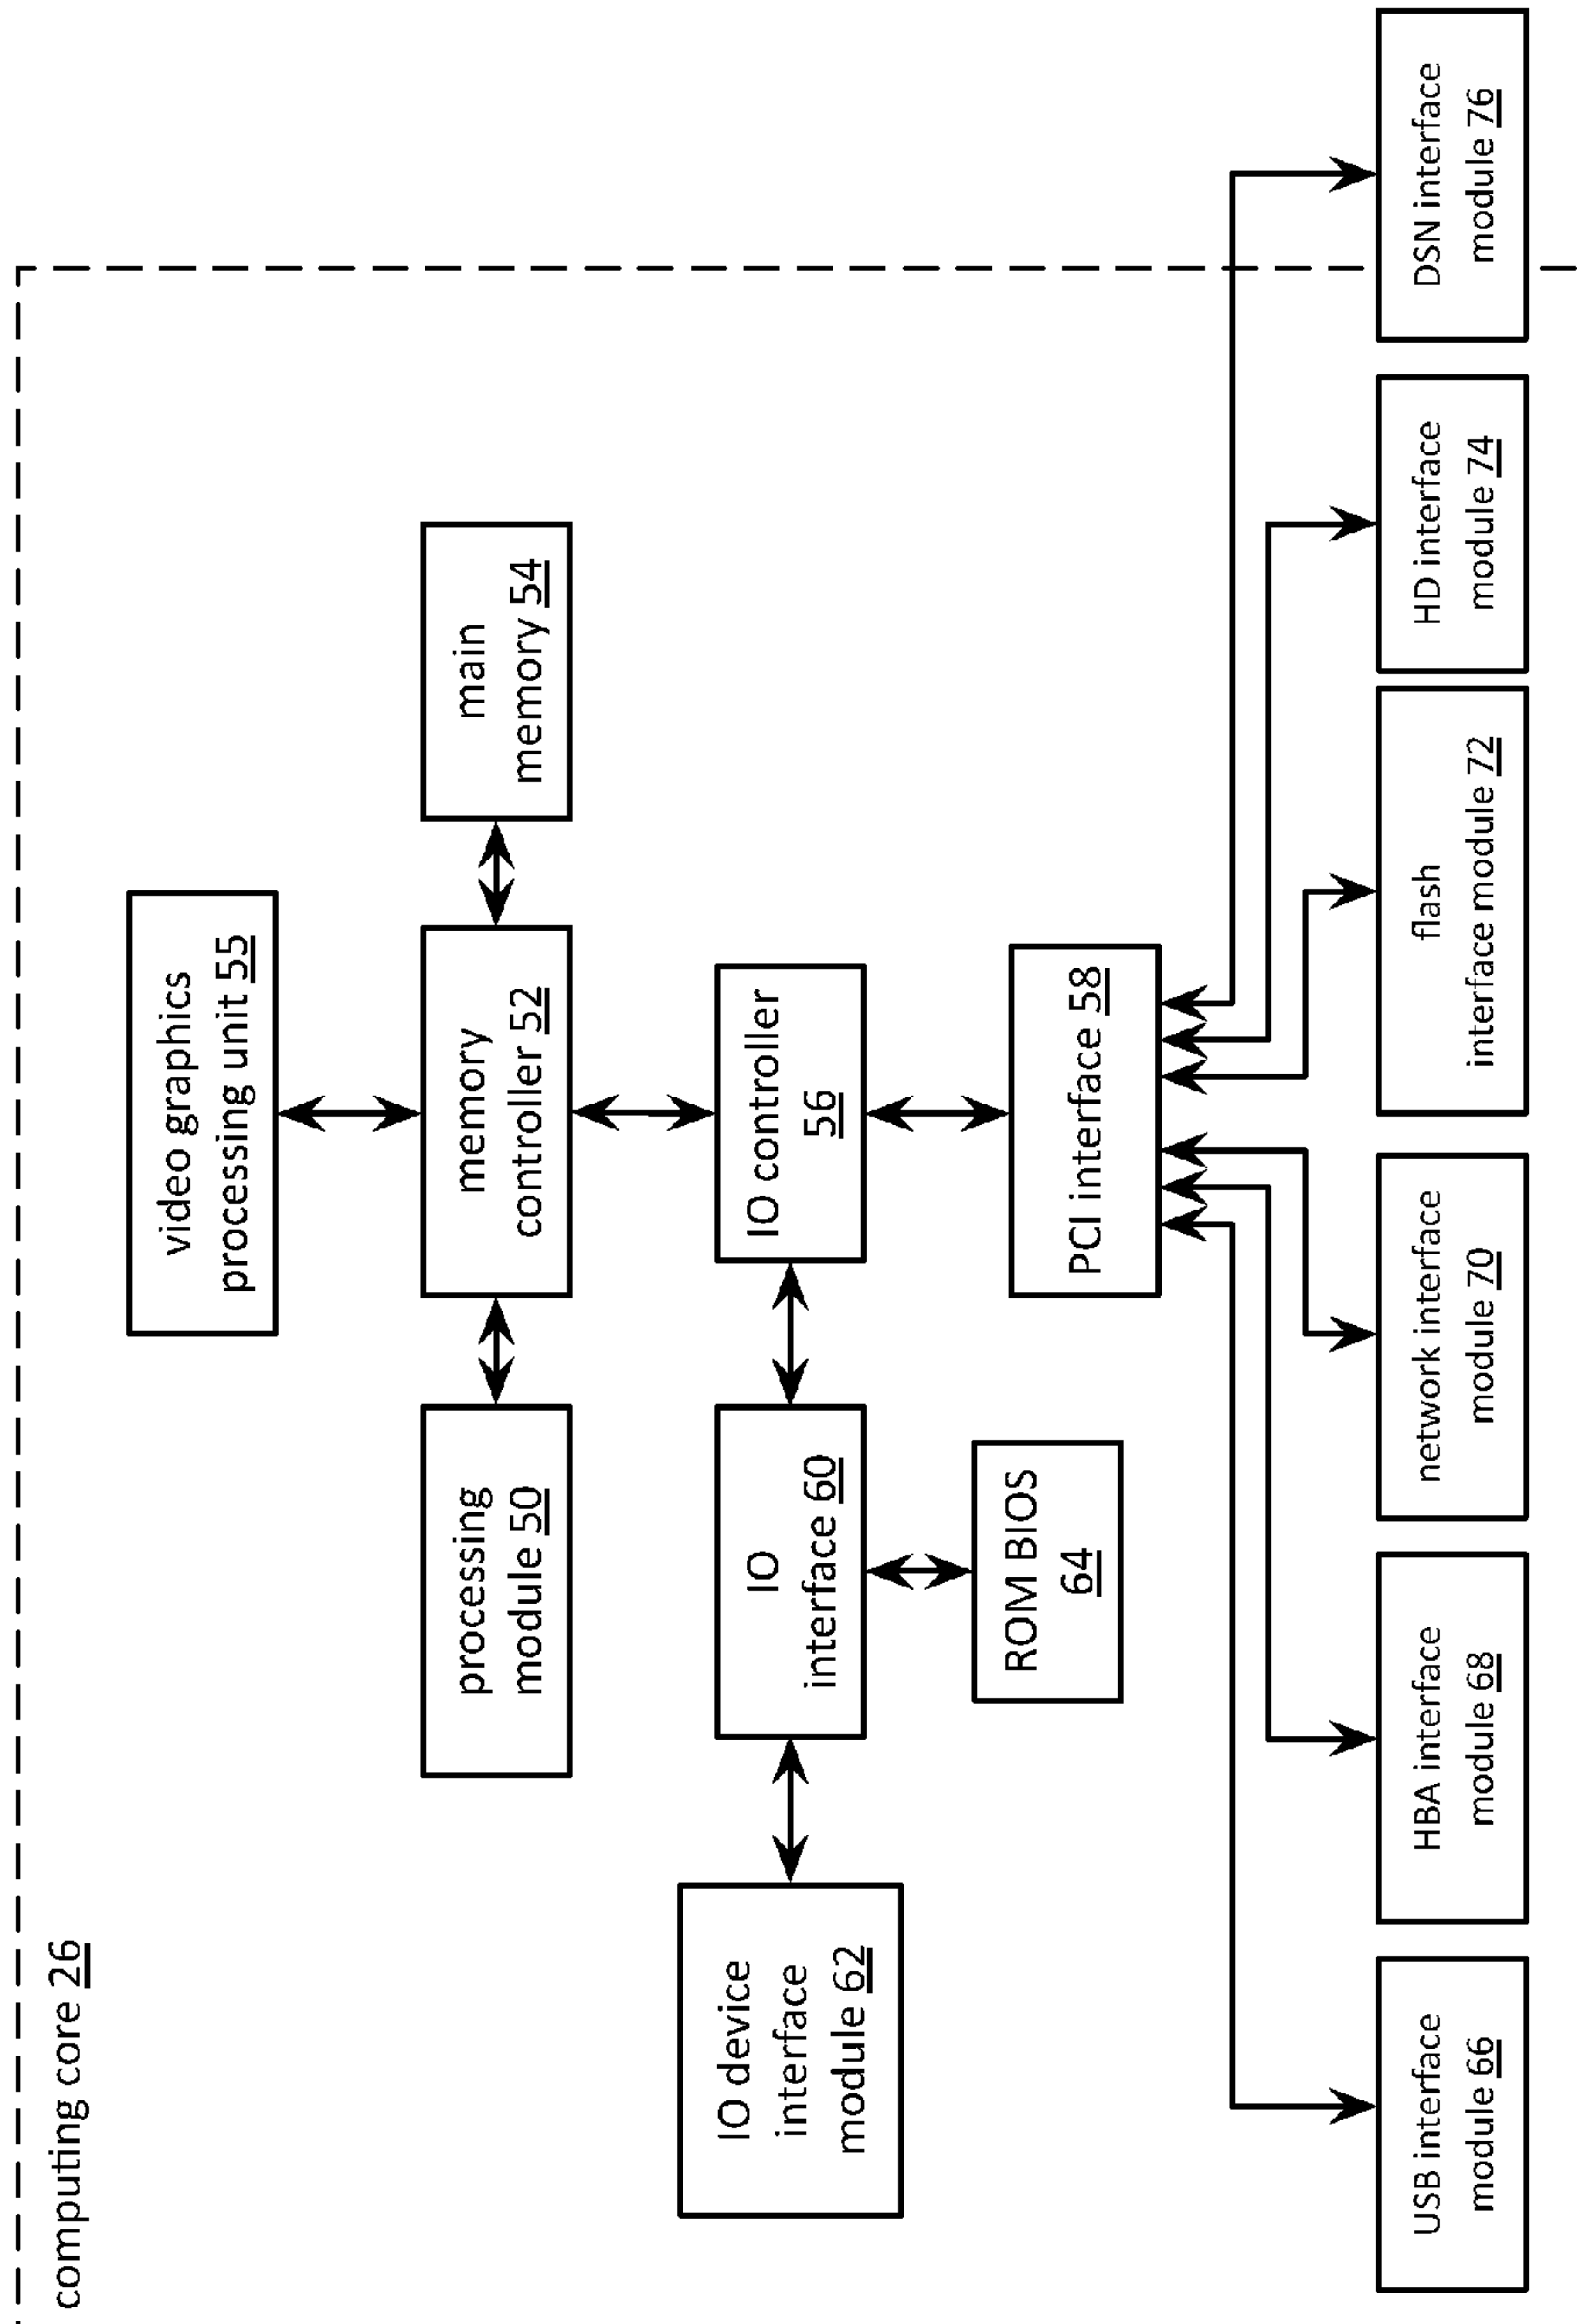 computing core 26
video graphics
processing unit 55
processing
module 50
memory
controller 52
main
memory 54
IO device
interface
module 62
IO
interface 60
IO controller
56
ROM BIOS
64
PCI interface 58
USB interface
module 66
HBA interface
module 68
network interface
module 70
flash
interface module 72
HD interface
module 74
DSN interface
module 76